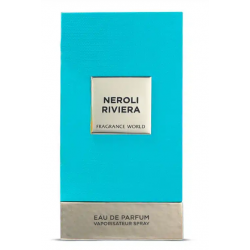 NEROLI
RIVIERA
FRAGRANCE WORLD
EAU DE PARFUM
VAPORISATEUR SPRAY